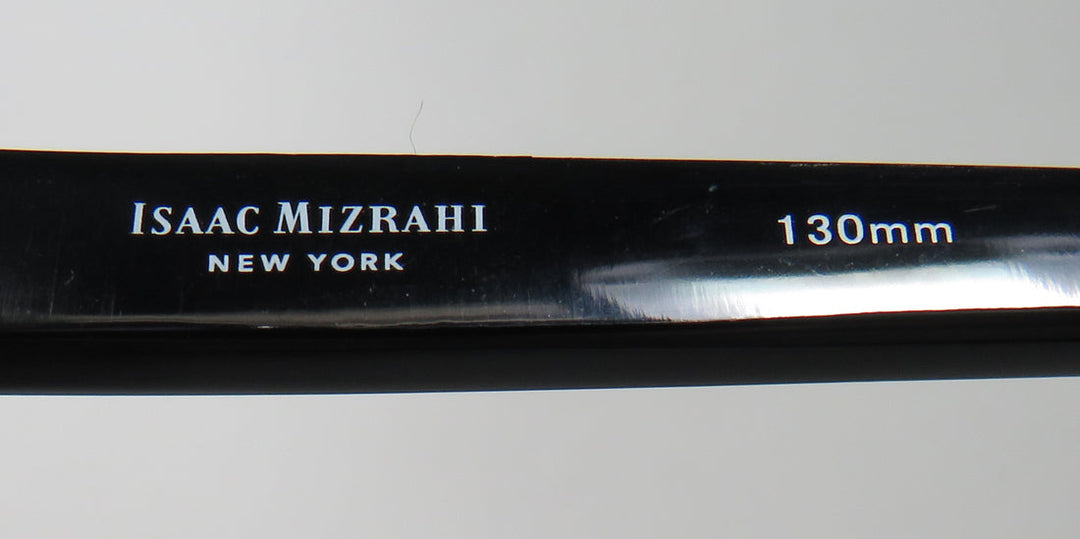 ISAAC MIZRAHI
NEW YORK
130mm